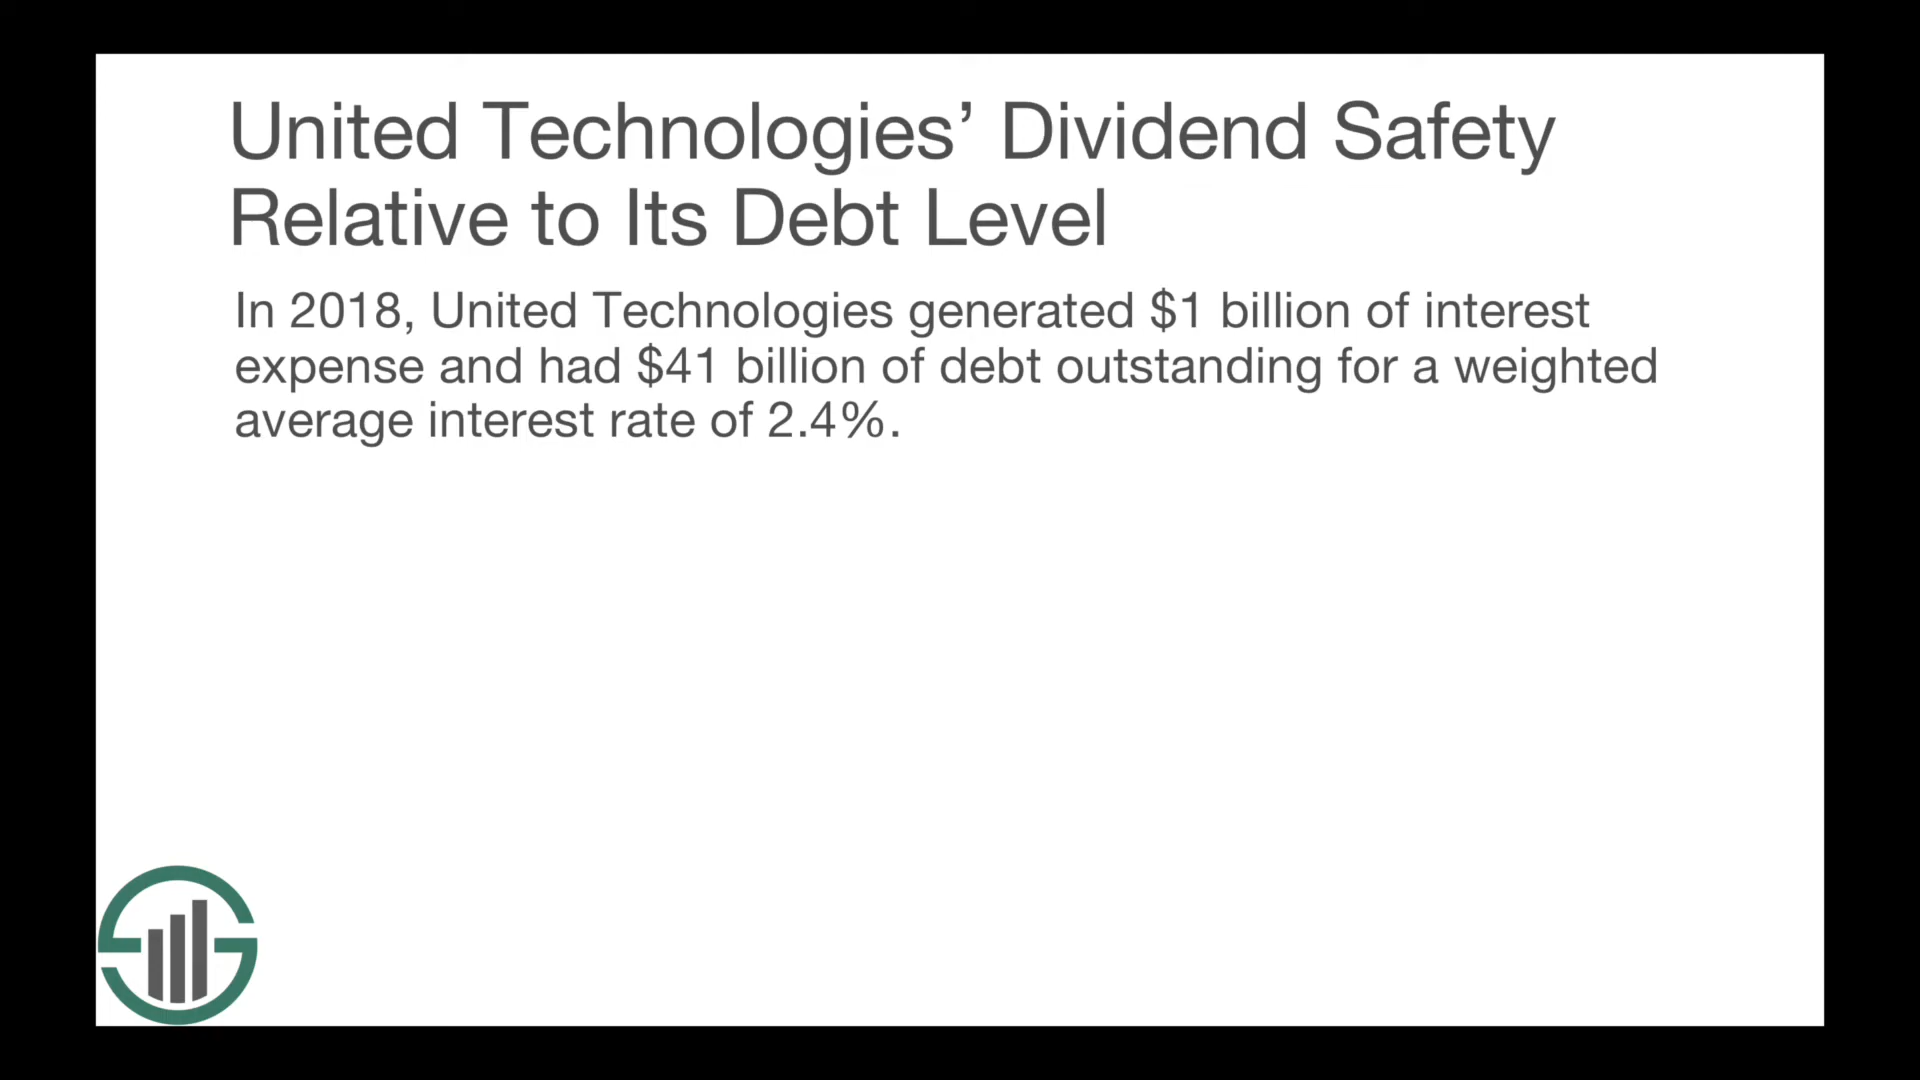 United Technologies’ Dividend Safety
Relative to Its Debt Level
In 2018, United Technologies generated $1 billion of interest
expense and had $41 billion of debt outstanding for a weighted
average interest rate of 2.4%.